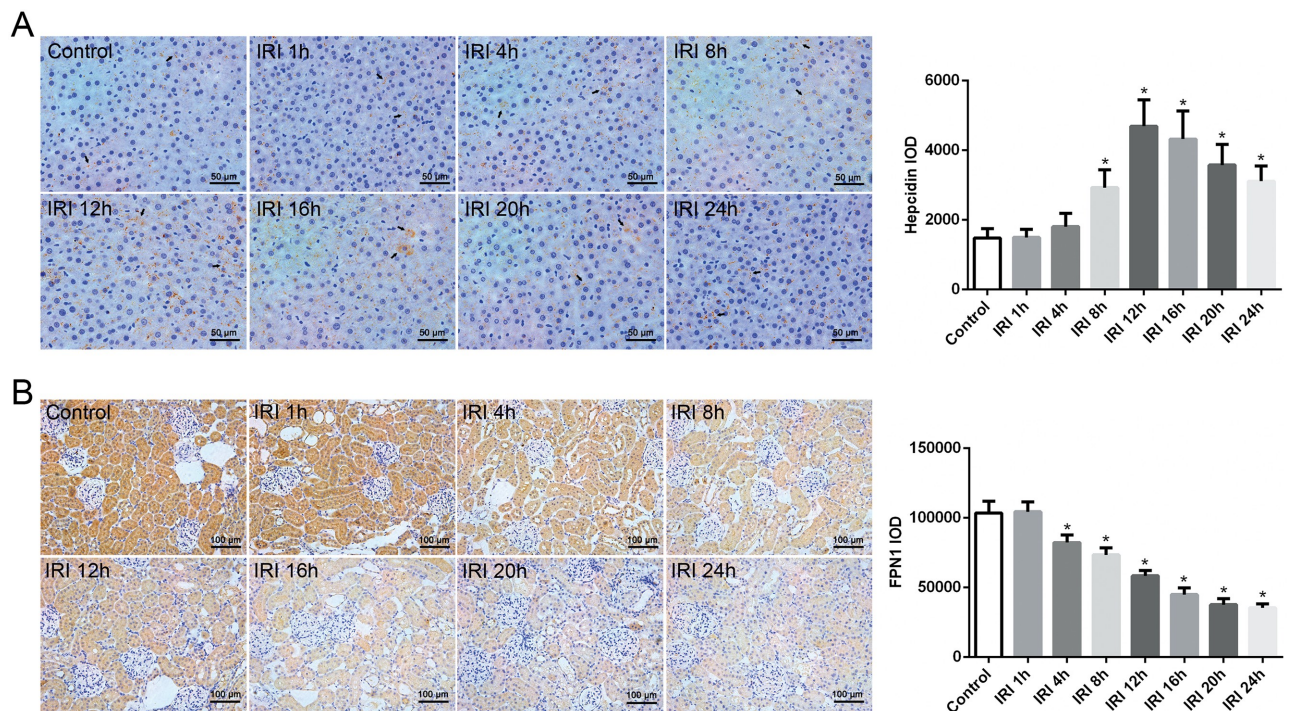 A
Control
IRI 1h
IRI 4h
IRI 8h
50 µm
50 µm
50 µm
50 µm
IRI 12h
IRI 16h
IRI 20h
IRI 24h
50 µm
50 µm
50 µm
50 µm
Hepcidin IOD
6000
4000
2000
0
*
*
*
*
*
Control
IRI 1h
IRI 4h
IRI 8h
IRI 12h
IRI 16h
IRI 20h
IRI 24h
B
Control
IRI 1h
IRI 4h
IRI 8h
100 µm
100 µm
100 µm
100 µm
IRI 12h
IRI 16h
IRI 20h
IRI 24h
100 µm
100 µm
100 µm
100 µm
FPN1 IOD
150000
100000
50000
0
*
*
*
*
*
*
Control
IRI 1h
IRI 4h
IRI 8h
IRI 12h
IRI 16h
IRI 20h
IRI 24h